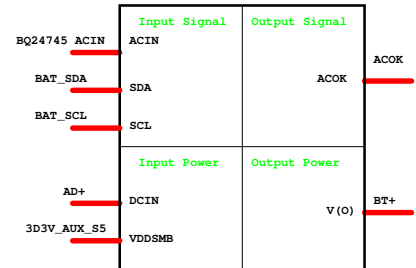 Input Signal Output Signal
BQ24745 ACIN ACIN
ACOK ACOK
BAT_SDA SDA
BAT_SCL SCL
Input Power Output Power
AD+ DCIN
V(O) BT+
3D3V_AUX_S5 VDDSMB